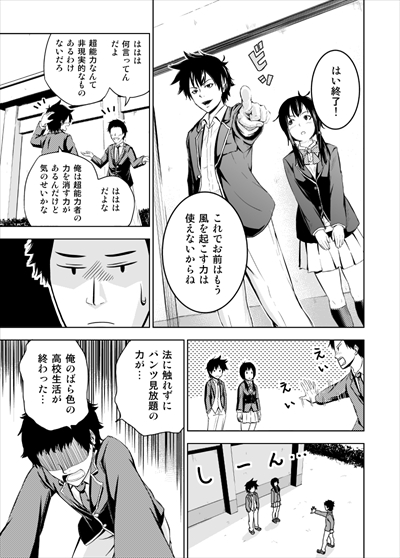 はい終了!
ビシ
これでお前はもう
風を起こす力は
使えないからね
ははは
何言ってん
だよ
超能力なんて
非現実的なもの
あるわけ
ないだろ
ははは
だよな
俺は超能力者の
力を消す力が
あるんだけど
気のせいかな
えい
えい
しーん…
法に触れずに
パンツ見放題の
力が…
俺のばら色の
高校生活が
終わった…